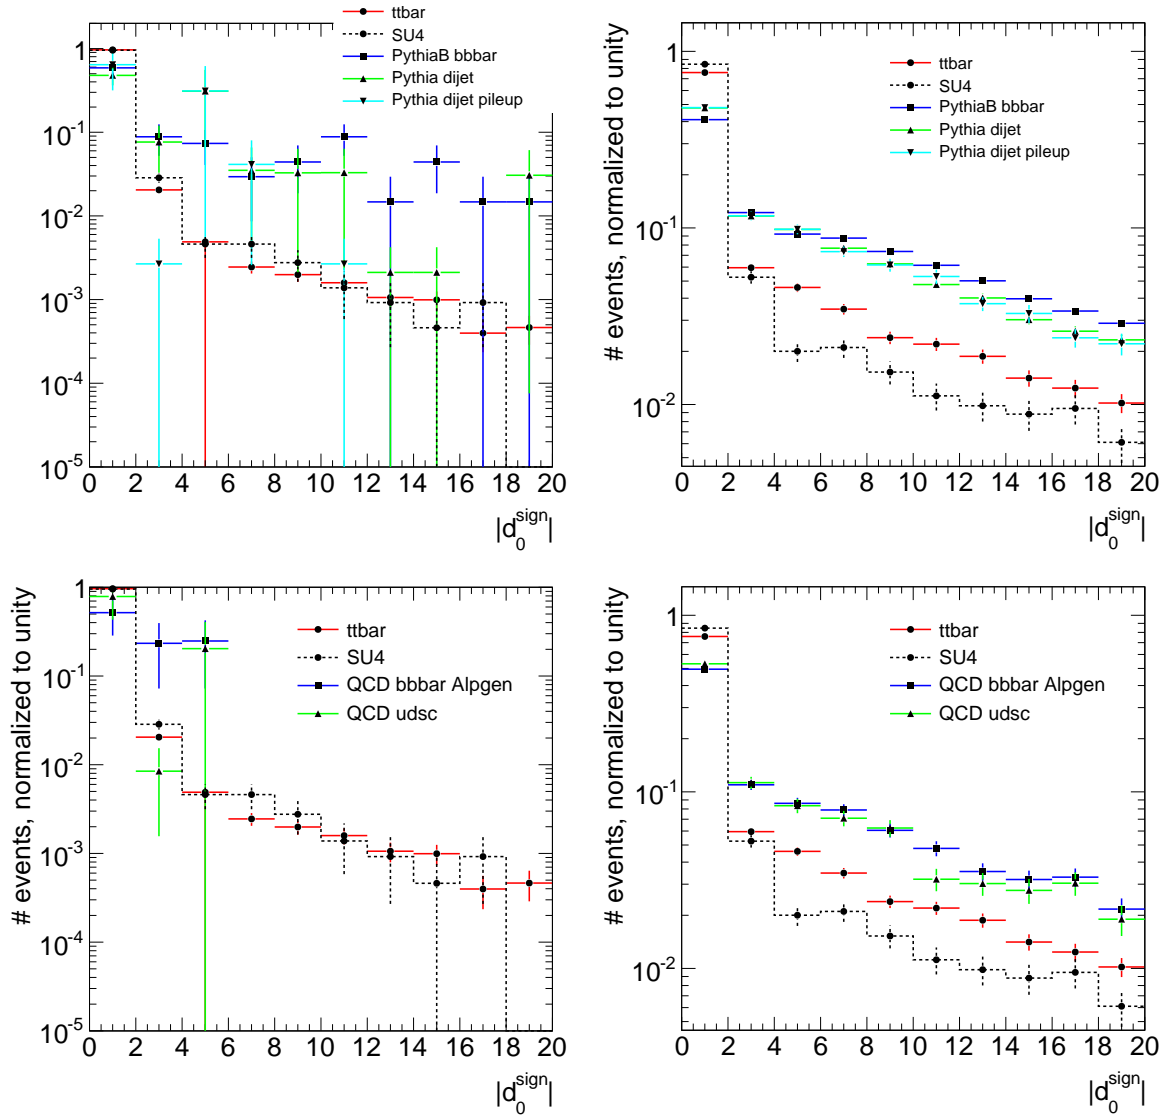 ttbar
SU4
PythiaB bbbar
Pythia dijet
Pythia dijet pileup
1
10^-1
10^-2
10^-3
10^-4
10^-5
0 2 4 6 8 10 12 14 16 18 20
|d_0^sign|
# events, normalized to unity
ttbar
SU4
PythiaB bbbar
Pythia dijet
Pythia dijet pileup
1
10^-1
10^-2
0 2 4 6 8 10 12 14 16 18 20
|d_0^sign|
# events, normalized to unity
ttbar
SU4
QCD bbbar Alpgen
QCD udsc
1
10^-1
10^-2
10^-3
10^-4
10^-5
0 2 4 6 8 10 12 14 16 18 20
|d_0^sign|
# events, normalized to unity
ttbar
SU4
QCD bbbar Alpgen
QCD udsc
1
10^-1
10^-2
0 2 4 6 8 10 12 14 16 18 20
|d_0^sign|